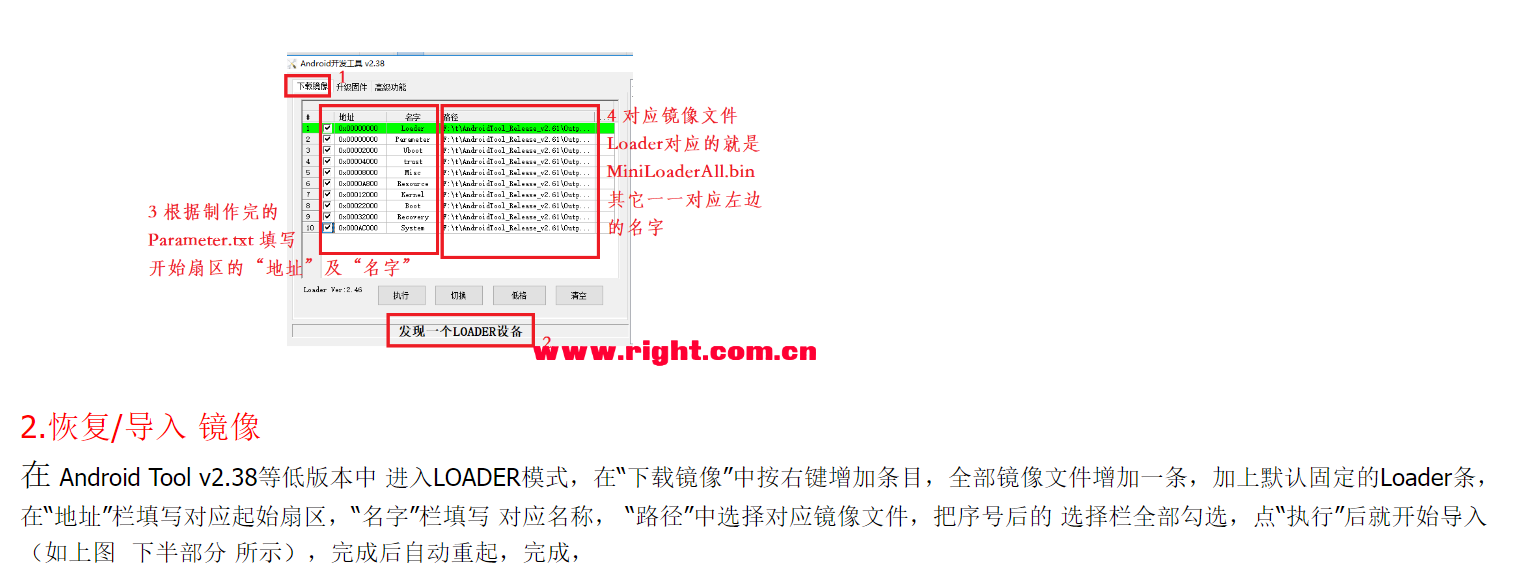 Android开发工具 v2.38
1
下载镜像 升级固件 高级功能
# 地址 名字 路径 ...
1 0x00000000 Loader F:\t\AndroidTool_Release_v2.61\Outp...
2 0x00000000 Parameter F:\t\AndroidTool_Release_v2.61\Outp...
3 0x00002000 Uboot F:\t\AndroidTool_Release_v2.61\Outp...
4 0x00004000 trust F:\t\AndroidTool_Release_v2.61\Outp...
5 0x00008000 Misc F:\t\AndroidTool_Release_v2.61\Outp...
6 0x0000A800 Resource F:\t\AndroidTool_Release_v2.61\Outp...
7 0x00012000 Kernel F:\t\AndroidTool_Release_v2.61\Outp...
8 0x00022000 Boot F:\t\AndroidTool_Release_v2.61\Outp...
9 0x00032000 Recovery F:\t\AndroidTool_Release_v2.61\Outp...
10 0x000AC000 System F:\t\AndroidTool_Release_v2.61\Outp...
4 对应镜像文件
Loader对应的就是
MiniLoaderAll.bin
其它一一对应左边
的名字
3 根据制作完的
Parameter.txt 填写
开始扇区的“地址”及“名字”
Loader Ver:2.46 执行 切换 低格 清空
发现一个LOADER设备
2
www.right.com.cn
2.恢复/导入 镜像
在 Android Tool v2.38等低版本中 进入LOADER模式，在“下载镜像”中按右键增加条目，全部镜像文件增加一条，加上默认固定的Loader条，
在“地址”栏填写对应起始扇区，“名字”栏填写 对应名称， “路径”中选择对应镜像文件，把序号后的 选择栏全部勾选，点“执行”后就开始导入
（如上图 下半部分 所示），完成后自动重起，完成，